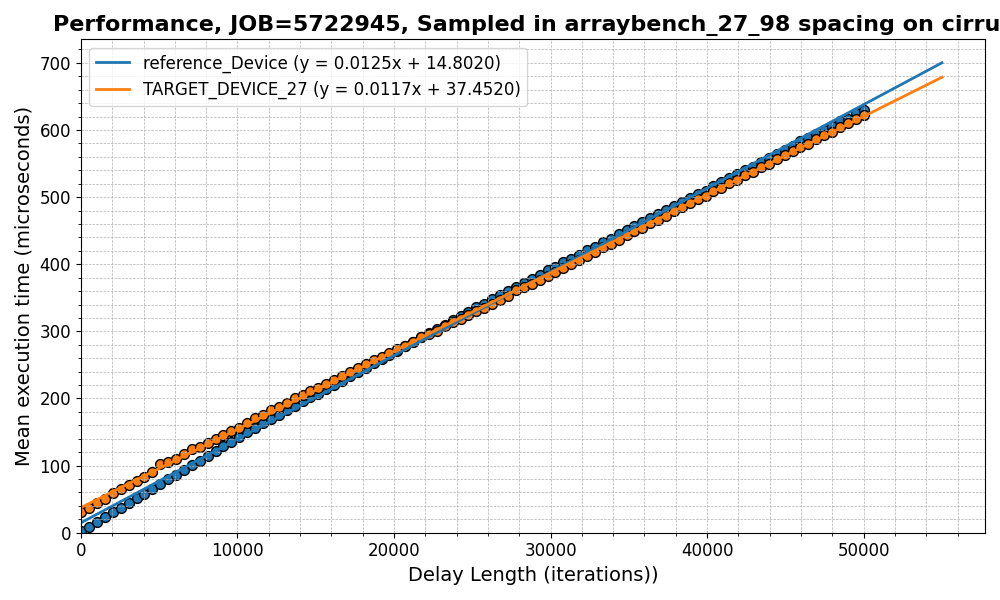 Performance, JOB=5722945, Sampled in arraybench_27_98 spacing on cirru
reference_Device (y = 0.0125x + 14.8020)
TARGET_DEVICE_27 (y = 0.0117x + 37.4520)
Mean execution time (microseconds)
700
600
500
400
300
200
100
0
0 10000 20000 30000 40000 50000
Delay Length (iterations))